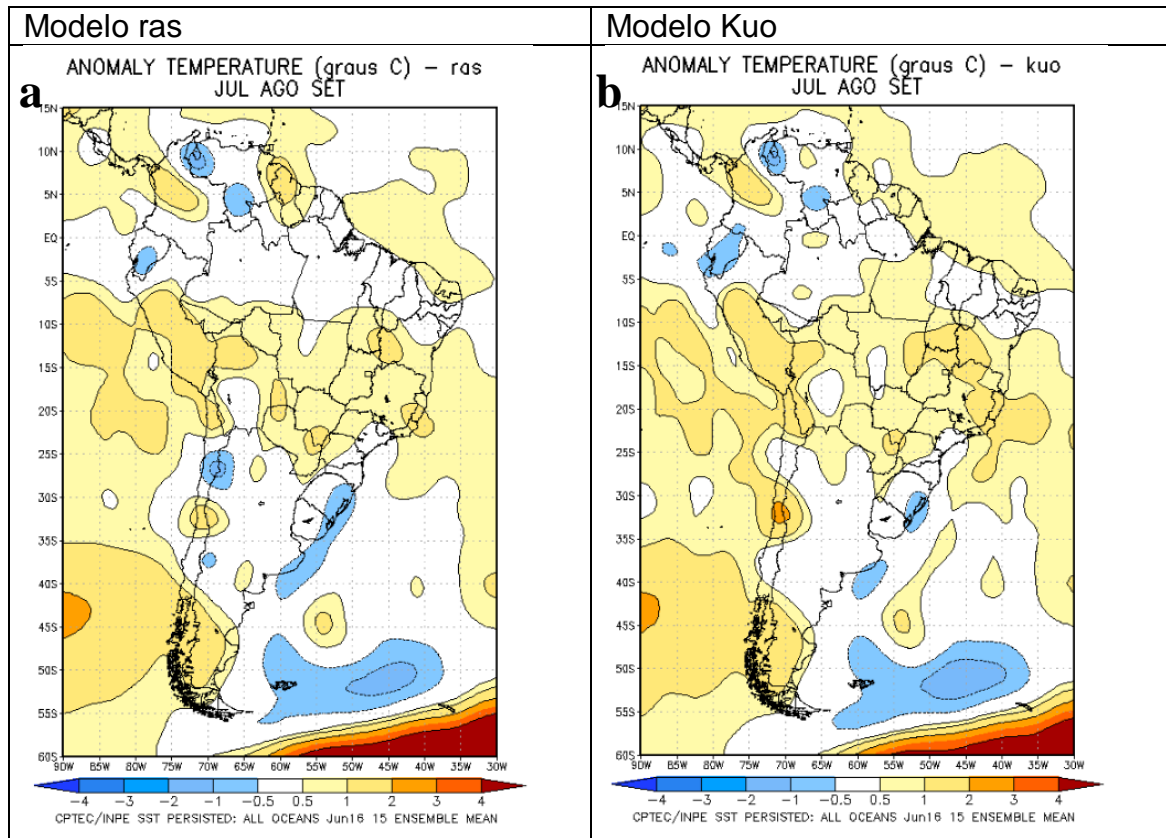 Modelo ras
Modelo Kuo
a
ANOMALY TEMPERATURE (graus C) – ras
JUL AGO SET
15N
10N
5N
EQ
5S
10S
15S
20S
25S
30S
35S
40S
45S
50S
55S
60S
90W 85W 80W 75W 70W 65W 60W 55W 50W 45W 40W 35W 30W
−4 −3 −2 −1 −0.5 0.5 1 2 3 4
CPTEC/INPE SST PERSISTED: ALL OCEANS Jun16 15 ENSEMBLE MEAN
b
ANOMALY TEMPERATURE (graus C) – kuo
JUL AGO SET
15N
10N
5N
EQ
5S
10S
15S
20S
25S
30S
35S
40S
45S
50S
55S
60S
90W 85W 80W 75W 70W 65W 60W 55W 50W 45W 40W 35W 30W
−4 −3 −2 −1 −0.5 0.5 1 2 3 4
CPTEC/INPE SST PERSISTED: ALL OCEANS Jun16 15 ENSEMBLE MEAN